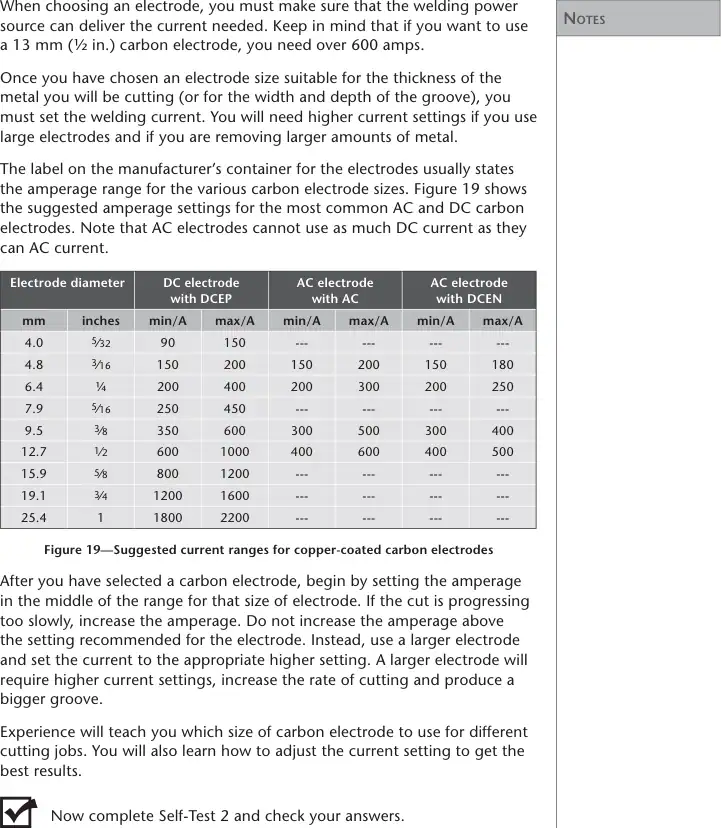 When choosing an electrode, you must make sure that the welding power
source can deliver the current needed. Keep in mind that if you want to use
a 13 mm (½ in.) carbon electrode, you need over 600 amps.
Once you have chosen an electrode size suitable for the thickness of the
metal you will be cutting (or for the width and depth of the groove), you
must set the welding current. You will need higher current settings if you use
large electrodes and if you are removing larger amounts of metal.
The label on the manufacturer’s container for the electrodes usually states
the amperage range for the various carbon electrode sizes. Figure 19 shows
the suggested amperage settings for the most common AC and DC carbon
electrodes. Note that AC electrodes cannot use as much DC current as they
can AC current.
Electrode diameter DC electrode with DCEP AC electrode with AC AC electrode with DCEN
mm inches min/A max/A min/A max/A min/A max/A
4.0 5⁄32 90 150 --- --- --- ---
4.8 3⁄16 150 200 150 200 150 180
6.4 ¼ 200 400 200 300 200 250
7.9 5⁄16 250 450 --- --- --- ---
9.5 3⁄8 350 600 300 500 300 400
12.7 1⁄2 600 1000 400 600 400 500
15.9 5⁄8 800 1200 --- --- --- ---
19.1 3⁄4 1200 1600 --- --- --- ---
25.4 1 1800 2200 --- --- --- ---
Figure 19—Suggested current ranges for copper-coated carbon electrodes
After you have selected a carbon electrode, begin by setting the amperage
in the middle of the range for that size of electrode. If the cut is progressing
too slowly, increase the amperage. Do not increase the amperage above
the setting recommended for the electrode. Instead, use a larger electrode
and set the current to the appropriate higher setting. A larger electrode will
require higher current settings, increase the rate of cutting and produce a
bigger groove.
Experience will teach you which size of carbon electrode to use for different
cutting jobs. You will also learn how to adjust the current setting to get the
best results.
Now complete Self-Test 2 and check your answers.
NOTES